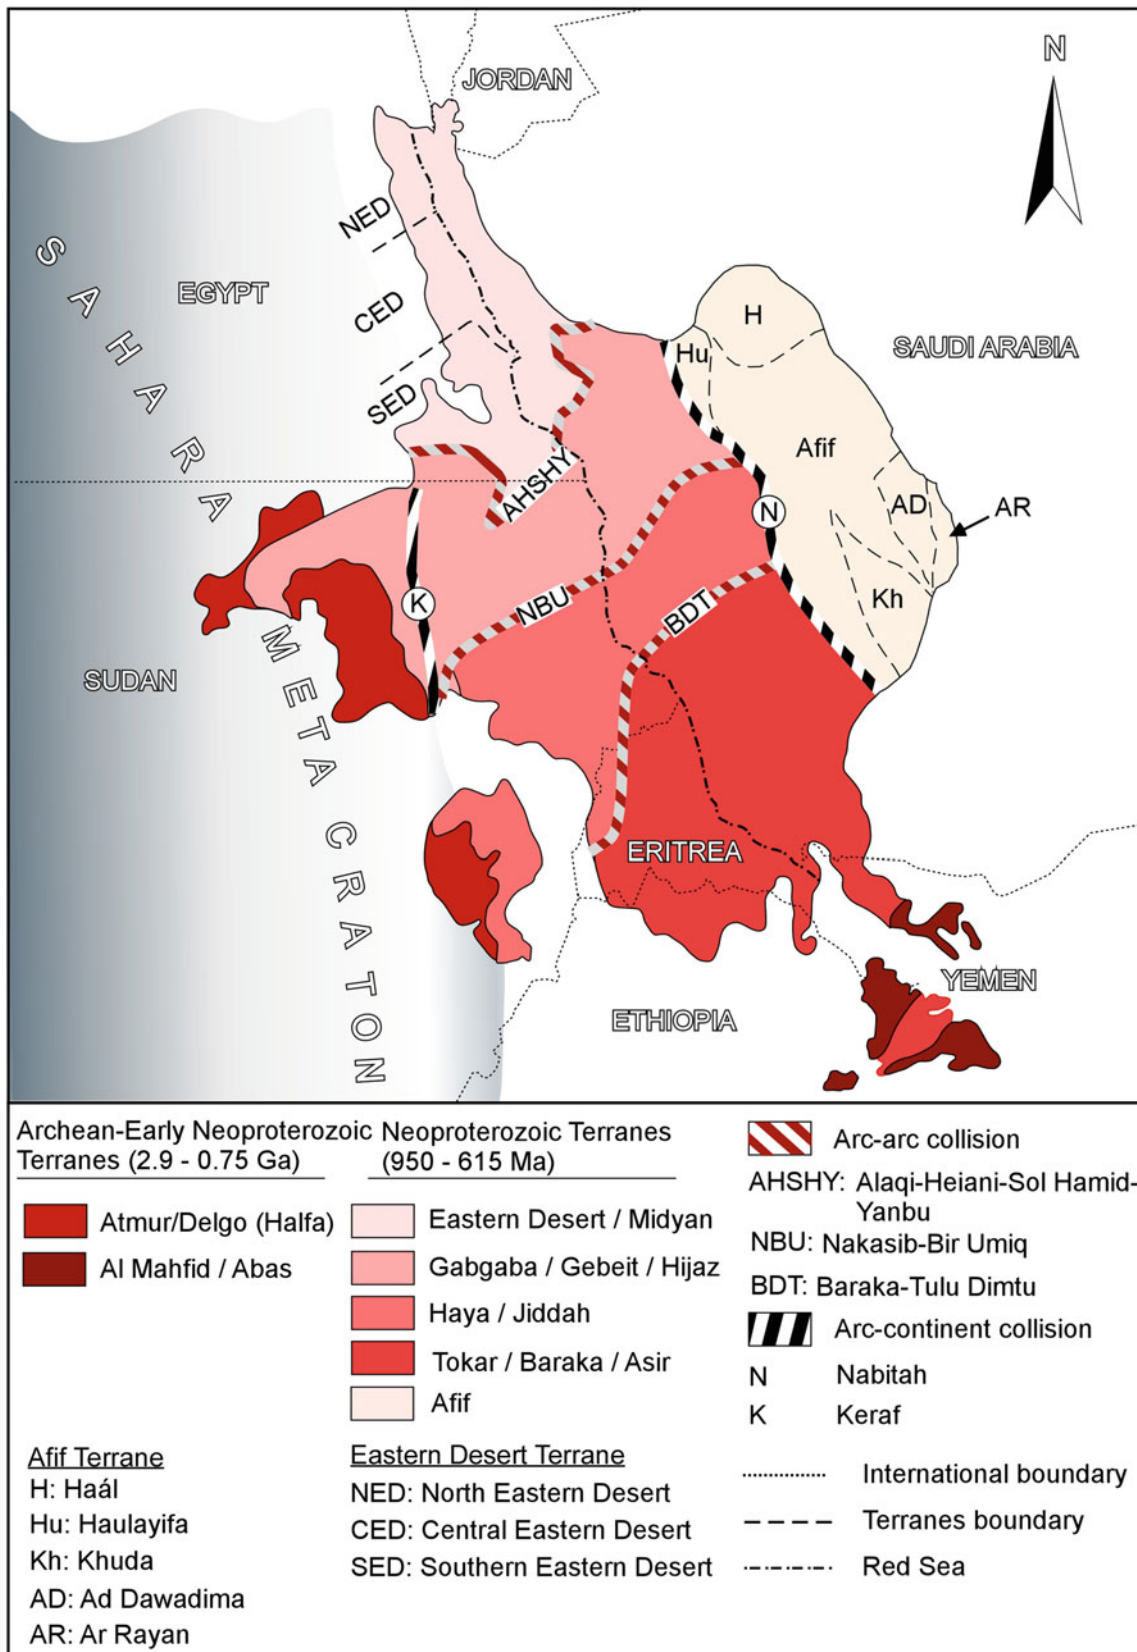 JORDAN
N
NED
SAHARA
EGYPT
CED
H
Hu
SAUDI ARABIA
SED
Afif
AHSHY
AD
AR
N
K
NBU
BDT
Kh
SUDAN
META CRATON
ERITREA
YEMEN
ETHIOPIA
Archean-Early Neoproterozoic
Terranes (2.9 - 0.75 Ga)
Atmur/Delgo (Halfa)
Al Mahfid / Abas
Neoproterozoic Terranes
(950 - 615 Ma)
Eastern Desert / Midyan
Gabgaba / Gebeit / Hijaz
Haya / Jiddah
Tokar / Baraka / Asir
Afif
Arc-arc collision
AHSHY: Alaqi-Heiani-Sol Hamid-
Yanbu
NBU: Nakasib-Bir Umiq
BDT: Baraka-Tulu Dimtu
Arc-continent collision
N Nabitah
K Keraf
Afif Terrane
H: Haál
Hu: Haulayifa
Kh: Khuda
AD: Ad Dawadima
AR: Ar Rayan
Eastern Desert Terrane
NED: North Eastern Desert
CED: Central Eastern Desert
SED: Southern Eastern Desert
International boundary
Terranes boundary
Red Sea